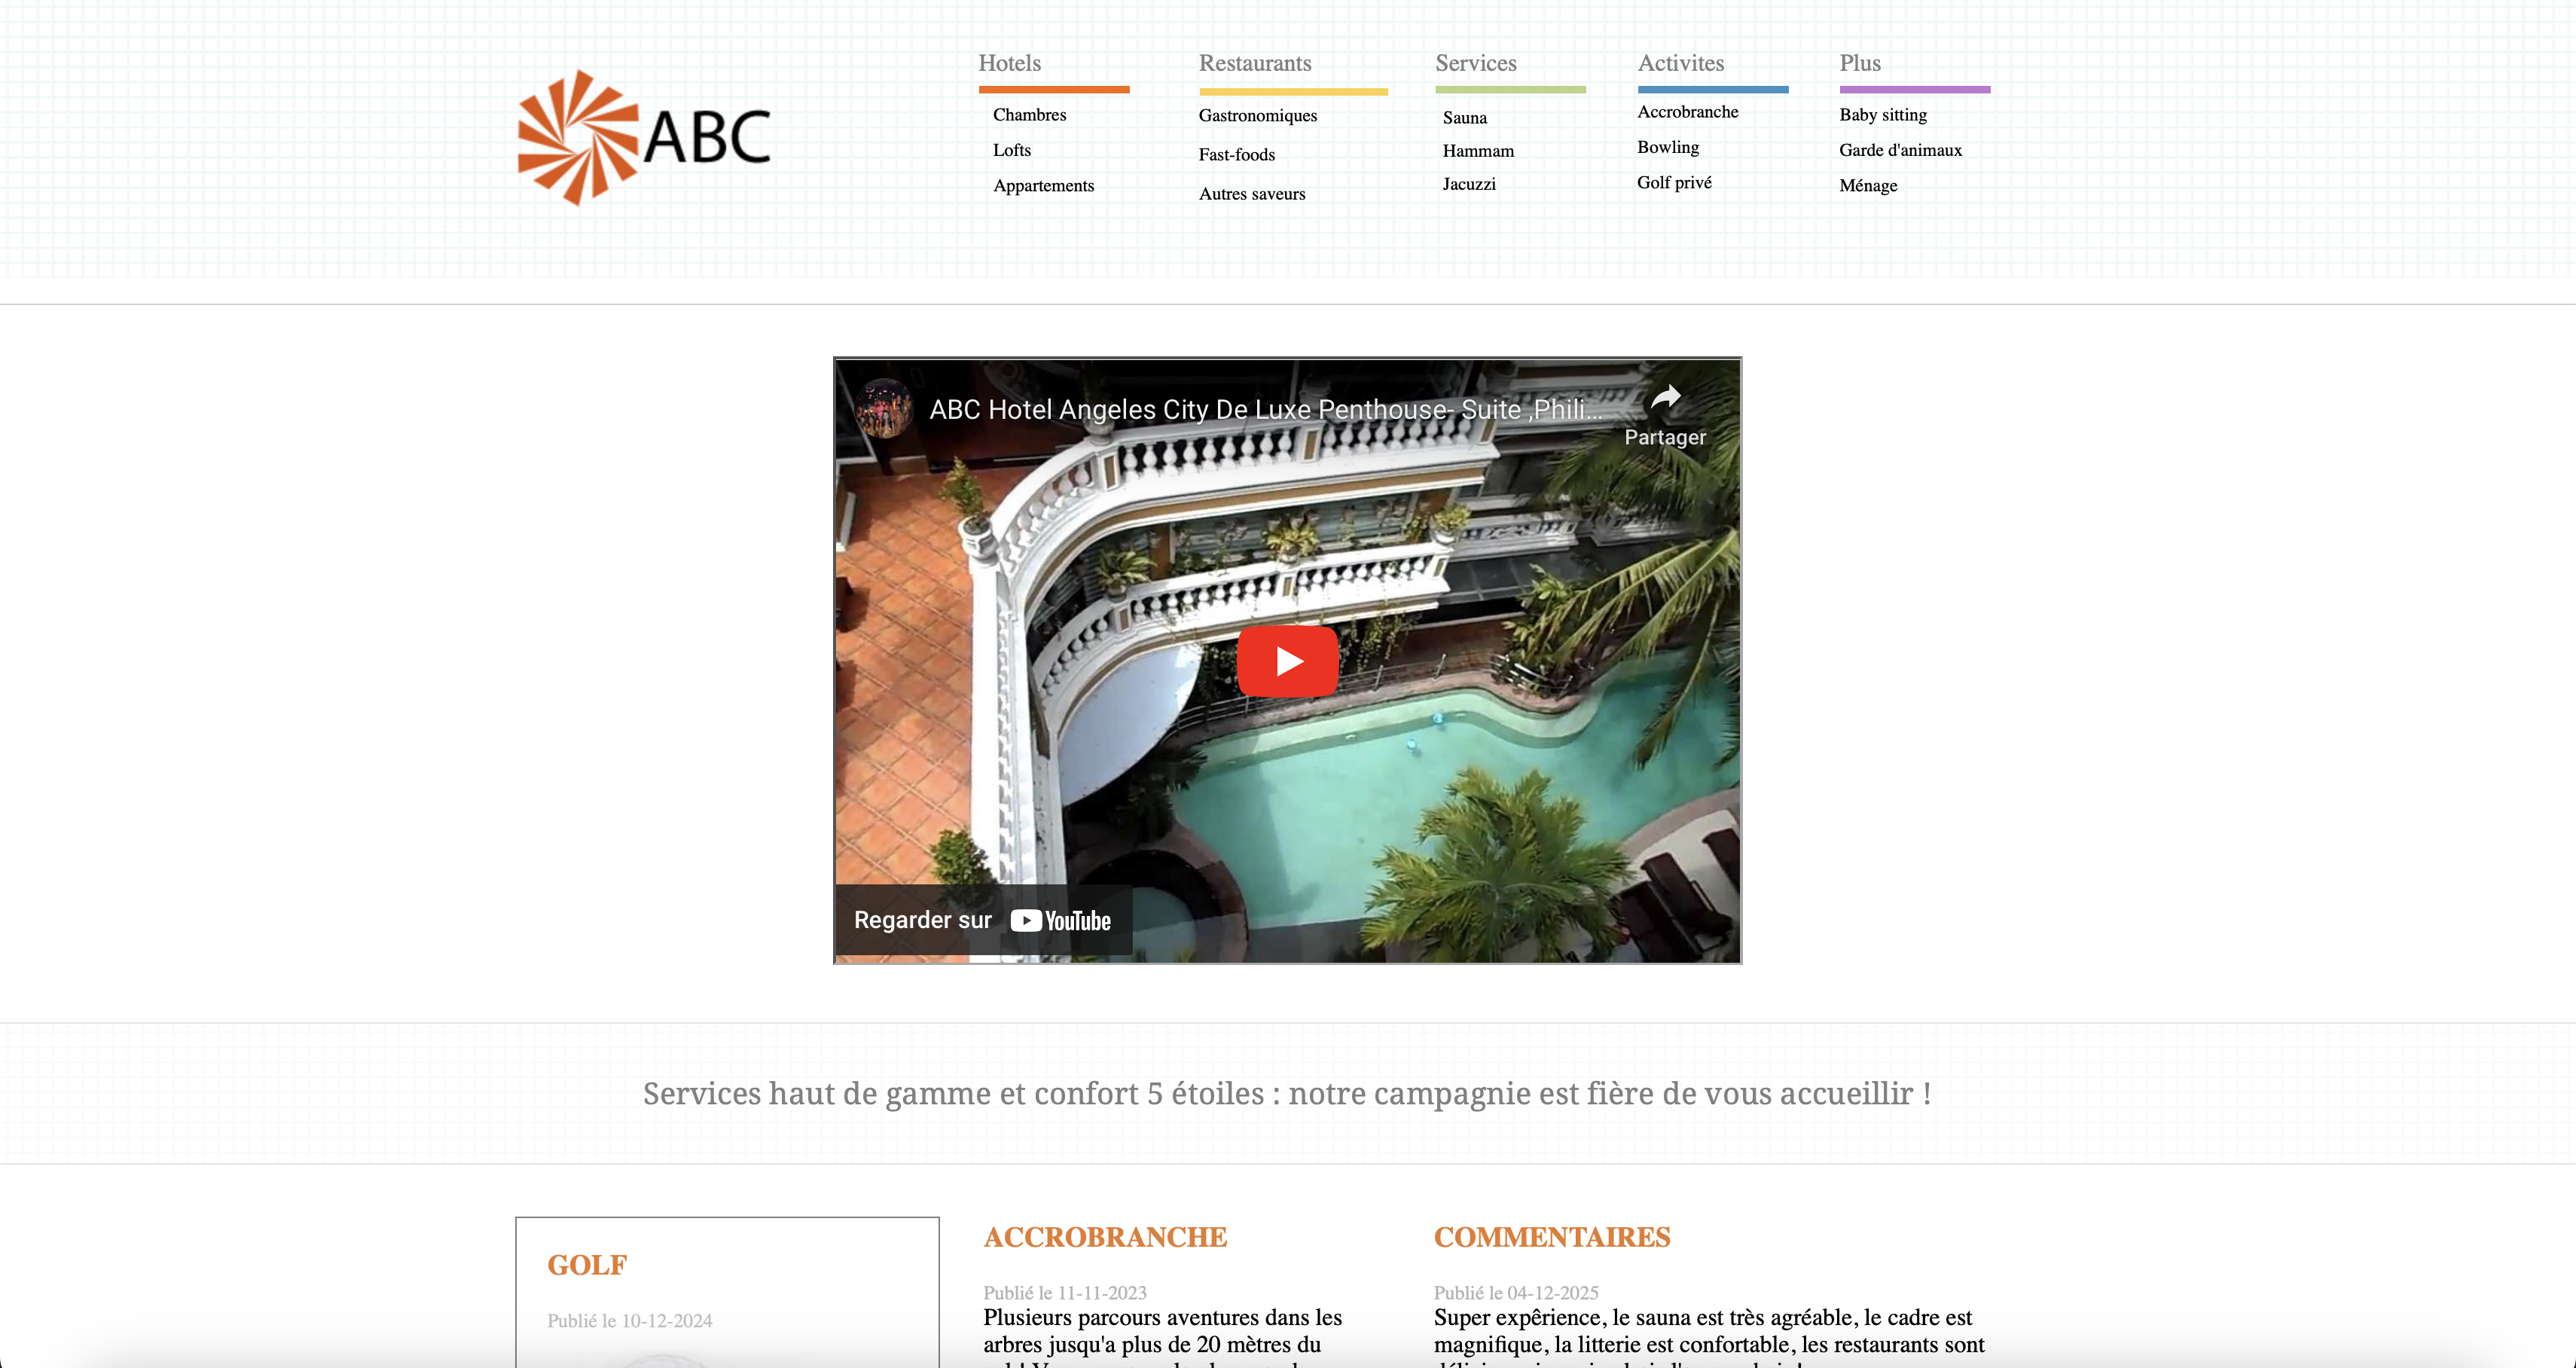 ABC
Hotels
Chambres
Lofts
Appartements
Restaurants
Gastronomiques
Fast-foods
Autres saveurs
Services
Sauna
Hammam
Jacuzzi
Activites
Accrobranche
Bowling
Golf privé
Plus
Baby sitting
Garde d'animaux
Ménage
ABC Hotel Angeles City De Luxe Penthouse- Suite ,Phili...
Partager
Regarder sur YouTube
Services haut de gamme et confort 5 étoiles : notre campagnie est fière de vous accueillir !
GOLF
Publié le 10-12-2024
ACCROBRANCHE
Publié le 11-11-2023
Plusieurs parcours aventures dans les
arbres jusqu'a plus de 20 mètres du
COMMENTAIRES
Publié le 04-12-2025
Super expêrience, le sauna est très agréable, le cadre est
magnifique, la litterie est confortable, les restaurants sont